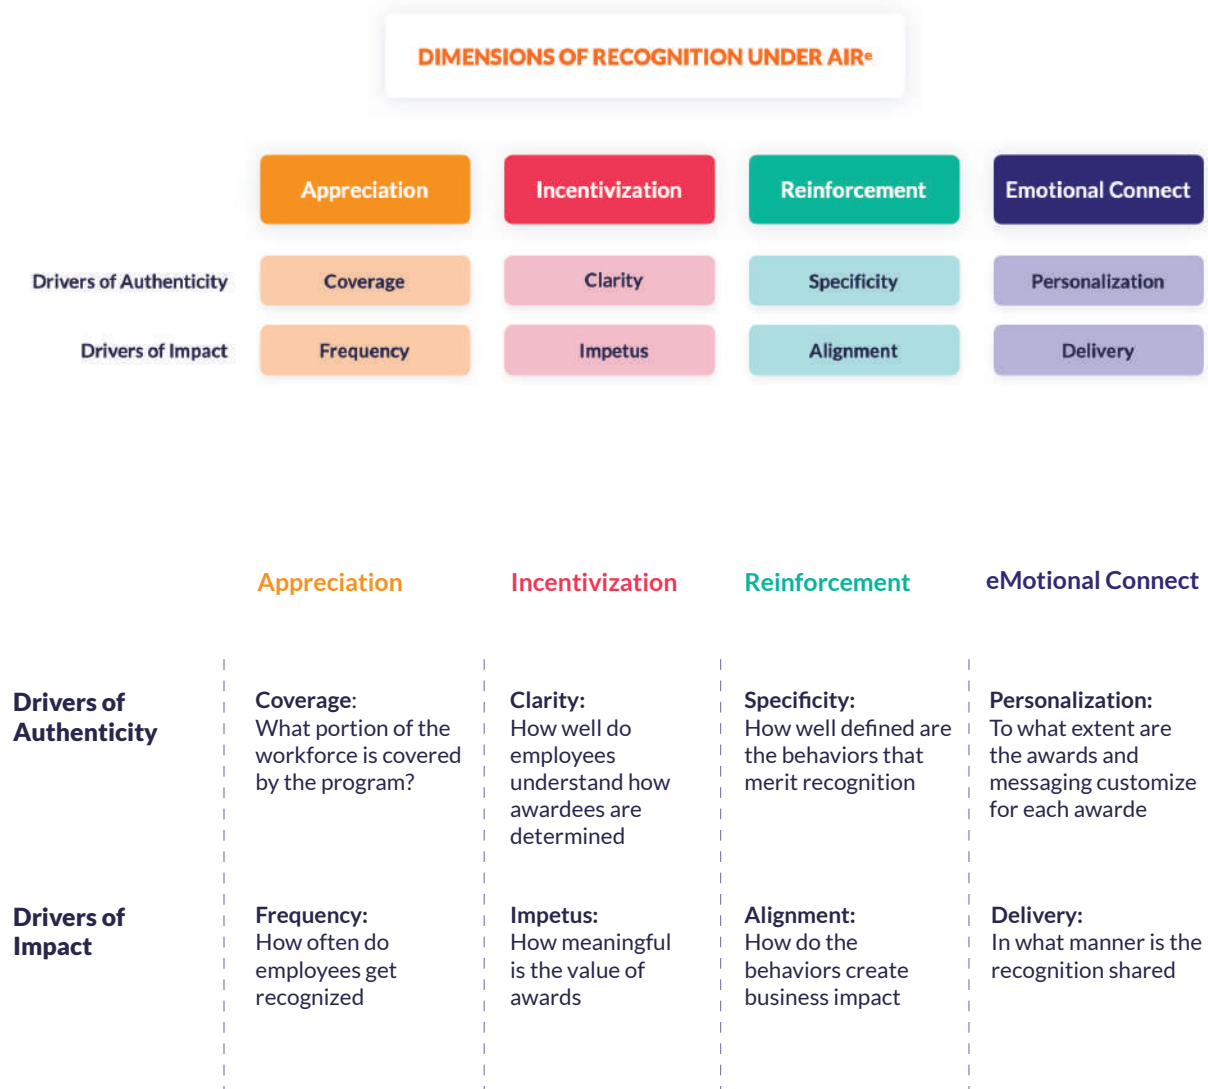 DIMENSIONS OF RECOGNITION UNDER AIRᵉ
Appreciation
Incentivization
Reinforcement
Emotional Connect
Drivers of Authenticity
Coverage
Clarity
Specificity
Personalization
Drivers of Impact
Frequency
Impetus
Alignment
Delivery
Appreciation
Incentivization
Reinforcement
eMotional Connect
Drivers of
Authenticity
Coverage:
What portion of the
workforce is covered
by the program?
Clarity:
How well do
employees
understand how
awardees are
determined
Specificity:
How well defined are
the behaviors that
merit recognition
Personalization:
To what extent are
the awards and
messaging customize
for each awarde
Drivers of
Impact
Frequency:
How often do
employees get
recognized
Impetus:
How meaningful
is the value of
awards
Alignment:
How do the
behaviors create
business impact
Delivery:
In what manner is the
recognition shared